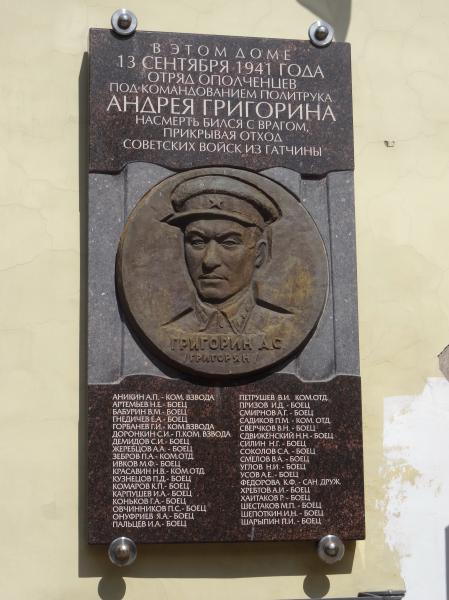 В ЭТОМ ДОМЕ
13 СЕНТЯБРЯ 1941 ГОДА
ОТРЯД ОПОЛЧЕНЦЕВ
ПОД КОМАНДОВАНИЕМ ПОЛИТРУКА
АНДРЕЯ ГРИГОРИНА
НАСМЕРТЬ БИЛСЯ С ВРАГОМ,
ПРИКРЫВАЯ ОТХОД
СОВЕТСКИХ ВОЙСК ИЗ ГАТЧИНЫ
ГРИГОРИН А.С.
/ГРИГОРЯН/
АНИКИН А.П. - КОМ. ВЗВОДА
АРТЕМЬЕВ Н.Е. - БОЕЦ
БАБУРИН В.М. - БОЕЦ
ГНЕДИЧЕВ Е.А. - БОЕЦ
ГОРБАНЕВ Г.И. - КОМ.ВЗВОДА
ДОРОНКИН С.И. - П.КОМ. ВЗВОДА
ДЕМИДОВ С.И. - БОЕЦ
ЖЕРЕБЦОВ А.А. - БОЕЦ
ЗЕБРОВ П.А. - КОМ.ОТД.
ИВКОВ М.Ф. - БОЕЦ
КРАСАВИН Н.В. - КОМ.ОТД.
КУЗНЕЦОВ П.Д. - БОЕЦ
КОМАРОВ К.П. - БОЕЦ
КАРПУШЕВ И.А. - БОЕЦ
КОНЬКОВ Г.А. - БОЕЦ
ОВЧИННИКОВ П.С. - БОЕЦ
ОНУФРИЕВ Я.А. - БОЕЦ
ПАЛЬЦЕВ И.А. - БОЕЦ
ПЕТРУШЕВ В.И. КОМ.ОТД.
ПРИЗОВ И.Д. - БОЕЦ
СМИРНОВ А.Г. - БОЕЦ
САДИКОВ П.М. - КОМ. ОТД.
СВЕРЧКОВ В.Н. - БОЕЦ
СДВИЖЕНСКИЙ Н.Н. - БОЕЦ
СИЛИН Н.Г. - БОЕЦ
СОКОЛОВ С.А. - БОЕЦ
СМЕЛОВ В.А. - БОЕЦ
УГЛОВ Н.И. - БОЕЦ
УСОВ А.Е. - БОЕЦ
ФЕДОРОВА К.Ф. - САН. ДРУЖ.
ХРЕБТОВ А.И - БОЕЦ
ХАИТАКОВ Р. - БОЕЦ
ШЕСТАКОВ М.П. - БОЕЦ
ШЕПОТКИН И.Н. - БОЕЦ
ШАРЫПИН П.И. - БОЕЦ